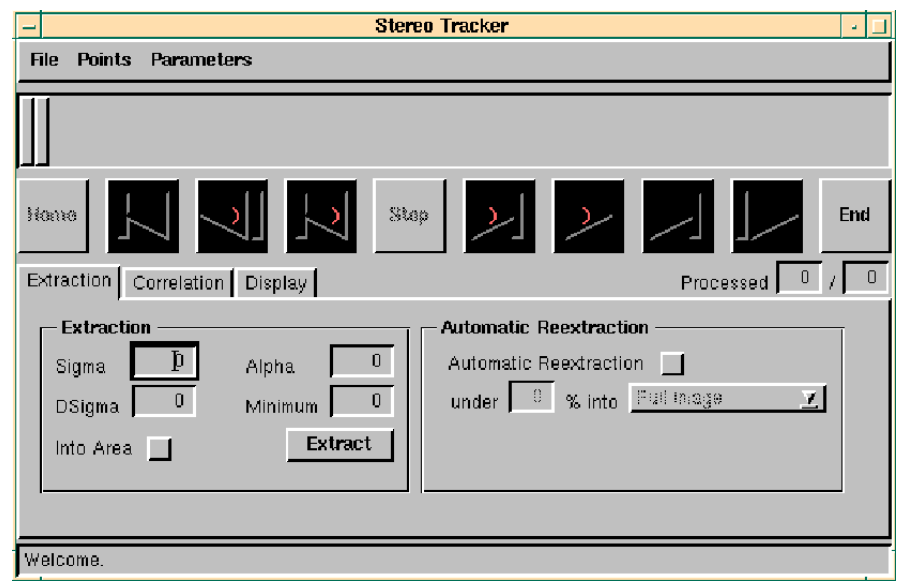 Stereo Tracker
File Points Parameters
Home Stop End
Extraction Correlation Display Processed 0 / 0
Extraction Automatic Reextraction
Sigma 0 Alpha 0 Automatic Reextraction
DSigma 0 Minimum 0 under 0 % into Full Image
Into Area Extract
Welcome.